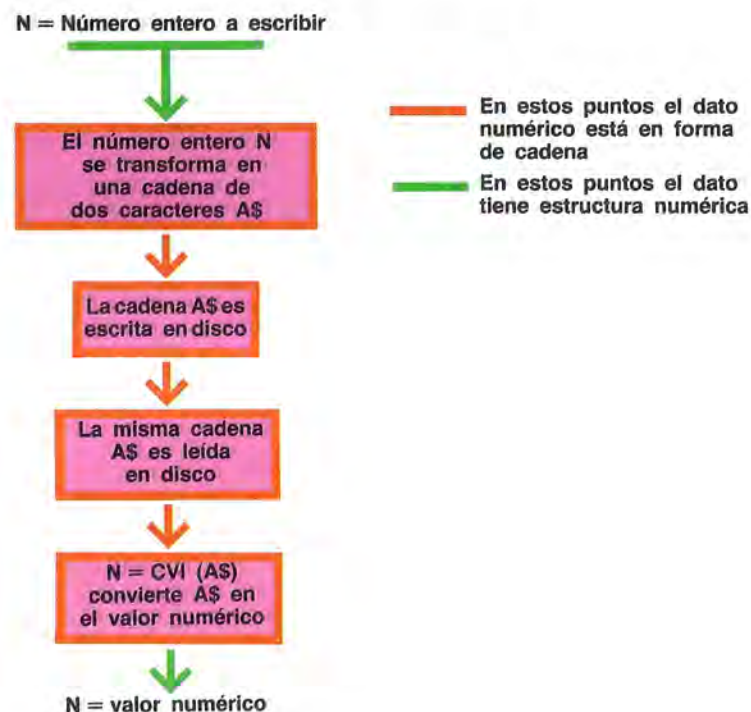 N = Número entero a escribir
El número entero N
se transforma en
una cadena de
dos caracteres A$
La cadena A$ es
escrita en disco
La misma cadena
A$ es leída
en disco
N = CVI (A$)
convierte A$ en
el valor numérico
N = valor numérico
En estos puntos el dato
numérico está en forma
de cadena
En estos puntos el dato
tiene estructura numérica